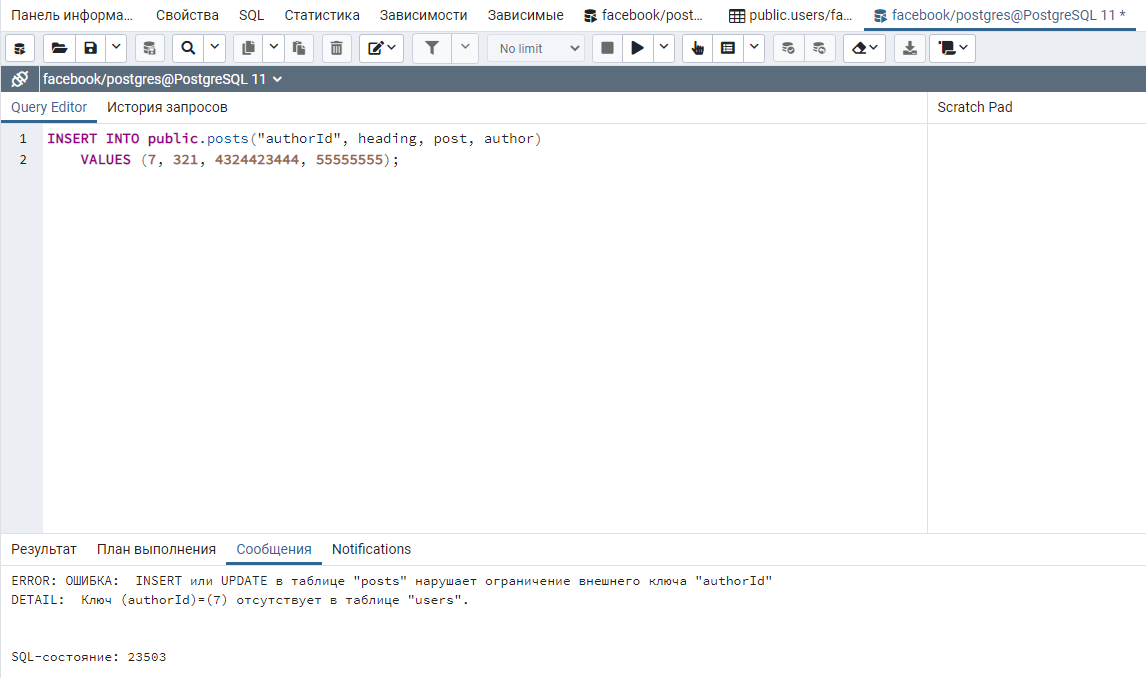 Панель информа... Свойства SQL Статистика Зависимости Зависимые facebook/post... public.users/fa... facebook/postgres@PostgreSQL 11 *
No limit
facebook/postgres@PostgreSQL 11
Query Editor История запросов Scratch Pad
1 INSERT INTO public.posts("authorId", heading, post, author)
2 VALUES (7, 321, 4324423444, 55555555);
Результат План выполнения Сообщения Notifications
ERROR: ОШИБКА: INSERT или UPDATE в таблице "posts" нарушает ограничение внешнего ключа "authorId"
DETAIL: Ключ (authorId)=(7) отсутствует в таблице "users".
SQL-состояние: 23503